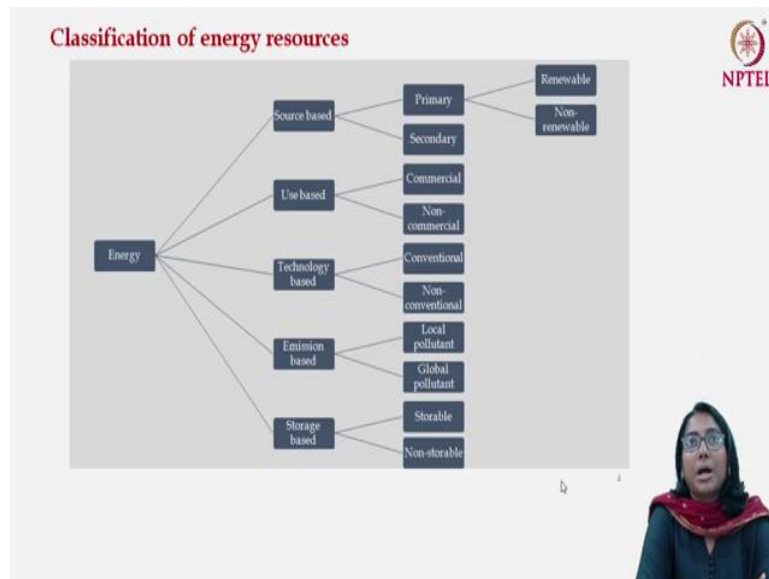 Classification of energy resources
NPTEL
Renewable
Primary
Non-
renewable
Source based
Secondary
Commercial
Use based
Non-
commercial
Energy
Conventional
Technology
based
Non-
conventional
Local
pollutant
Emission
based
Global
pollutant
Storable
Storage
based
Non-storable